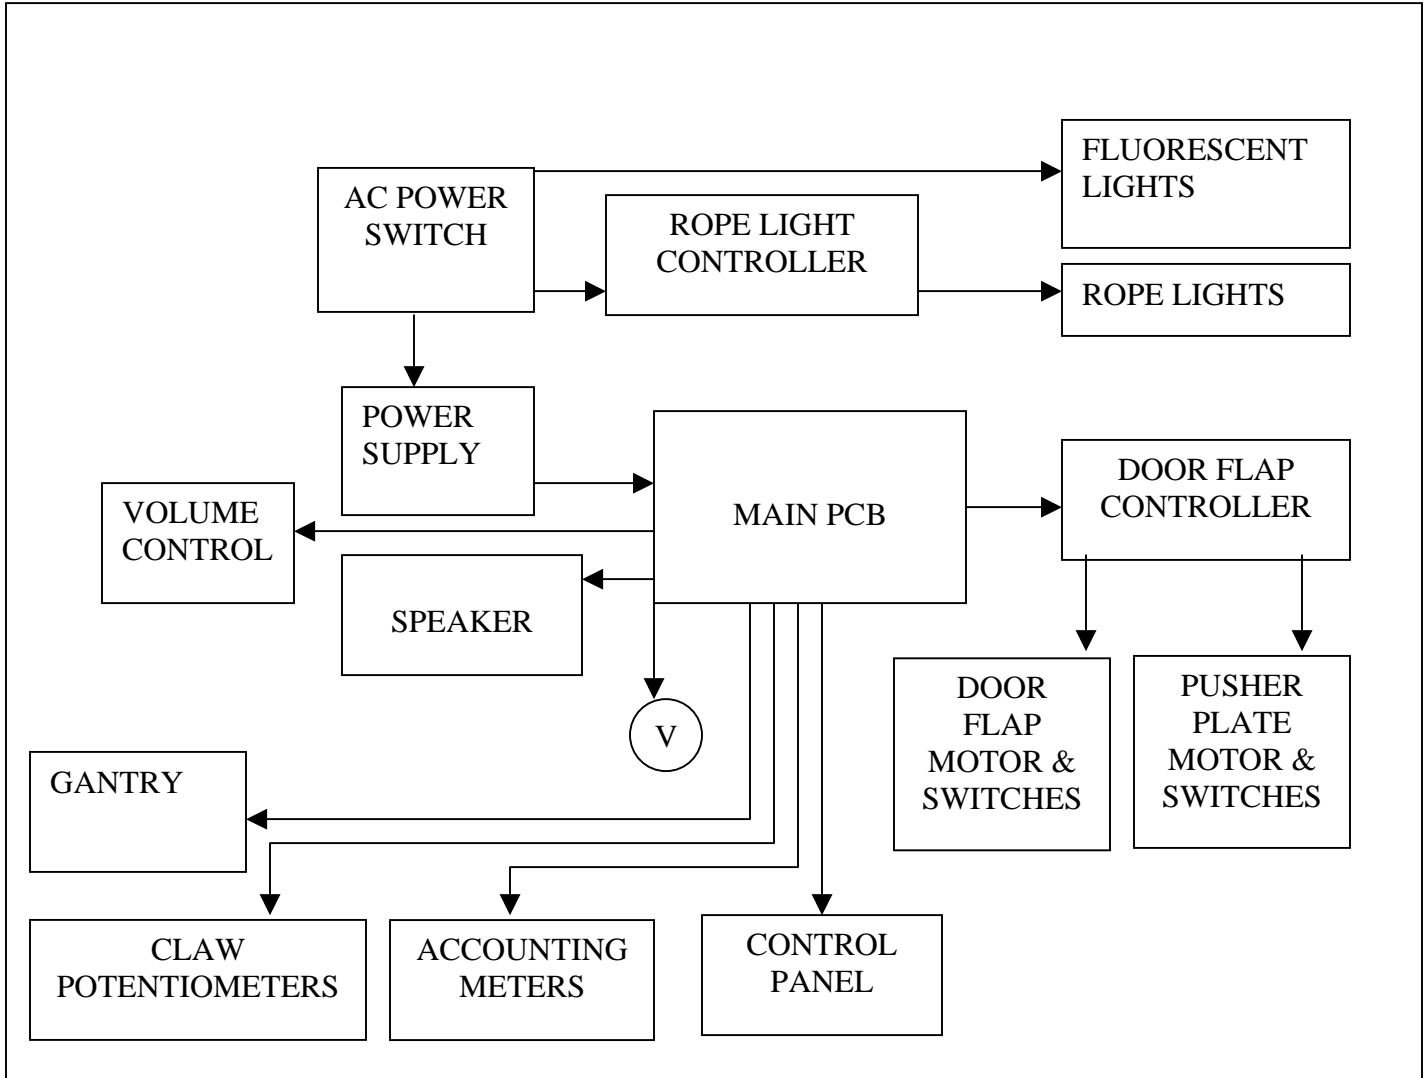 FLUORESCENT
LIGHTS
AC POWER
SWITCH
ROPE LIGHT
CONTROLLER
ROPE LIGHTS
POWER
SUPPLY
MAIN PCB
DOOR FLAP
CONTROLLER
VOLUME
CONTROL
SPEAKER
V
DOOR
FLAP
MOTOR &
SWITCHES
PUSHER
PLATE
MOTOR &
SWITCHES
GANTRY
CLAW
POTENTIOMETERS
ACCOUNTING
METERS
CONTROL
PANEL